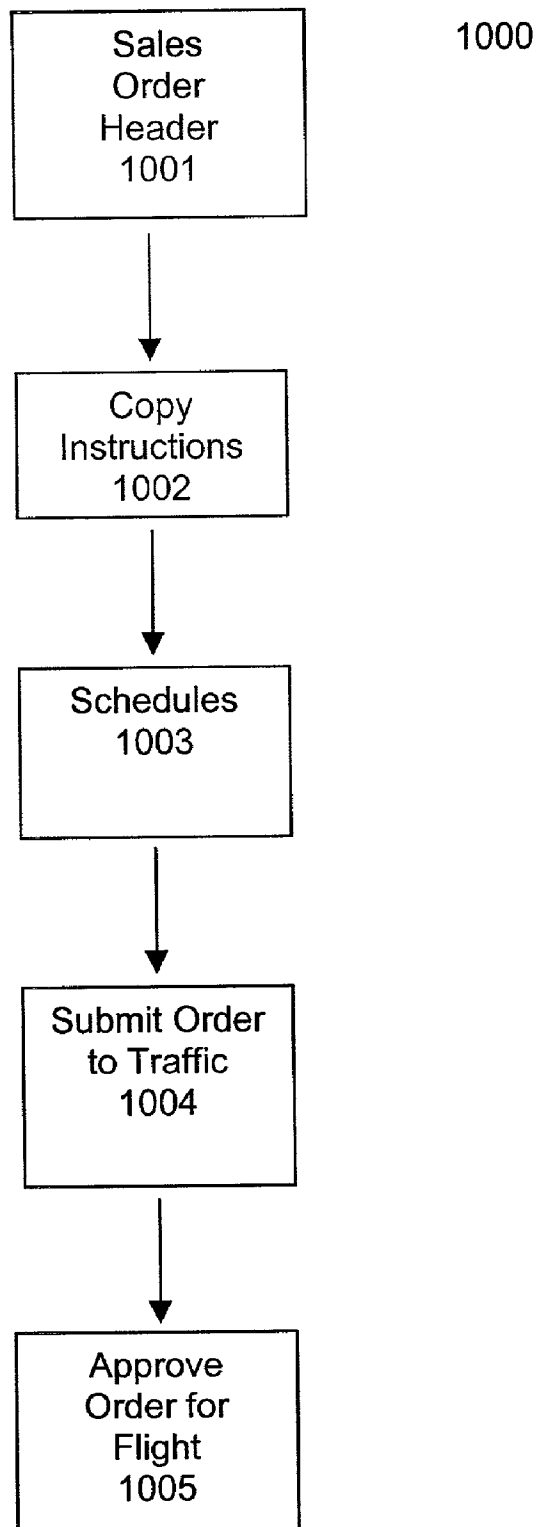 1000
Sales
Order
Header
1001
Copy
Instructions
1002
Schedules
1003
Submit Order
to Traffic
1004
Approve
Order for
Flight
1005